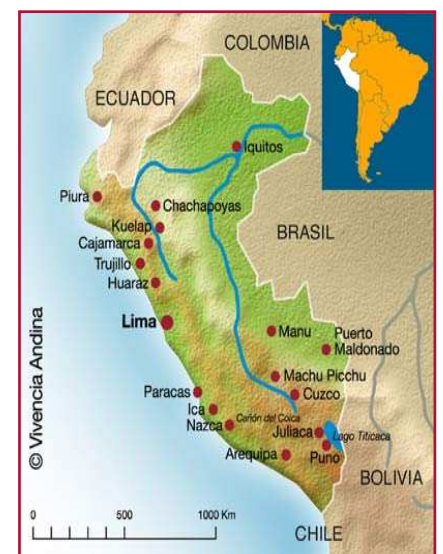 COLOMBIA
ECUADOR
Iquitos
Piura
Chachapoyas
Kuelap
BRASIL
Cajamarca
Trujillo
Huaraz
Lima
Manu
Puerto
Maldonado
Machu Picchu
Paracas
Cuzco
Ica
Cañón del Colca
Nazca
Juliaca
Lago Titicaca
Arequipa
Puno
BOLIVIA
CHILE
0 500 1000 Km
© Vivencia Andina